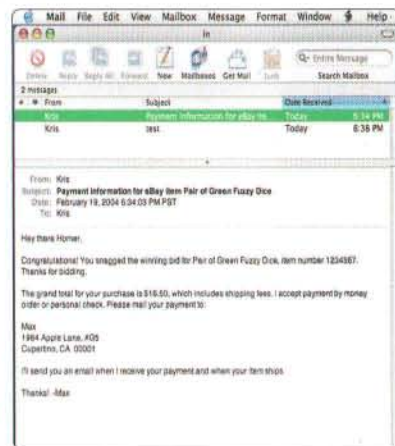 Mail File Edit View Mailbox Message Format Window Help
In
Delete Reply Reply All Forward New Mailboxes Get Mail Junk Search Mailbox
Entire Message
2 messages
From Subject Date Received
Kris Payment information for eBay ite Today 6:34 PM
Kris test Today 6:36 PM
From: Kris
Subject: Payment information for eBay item Pair of Green Fuzzy Dice
Date: February 19, 2004 6:34:03 PM PST
To: Kris
Hey there Homer,
Congratulations! You snagged the winning bid for Pair of Green Fuzzy Dice, item number 1234567.
Thanks for bidding.
The grand total for your purchase is $16.50, which includes shipping fees. I accept payment by money
order or personal check. Please mail your payment to:
Max
1984 Apple Lane, #G5
Cupertino, CA 00001
I'll send you an email when I receive your payment and when your item ships.
Thanks! -Max